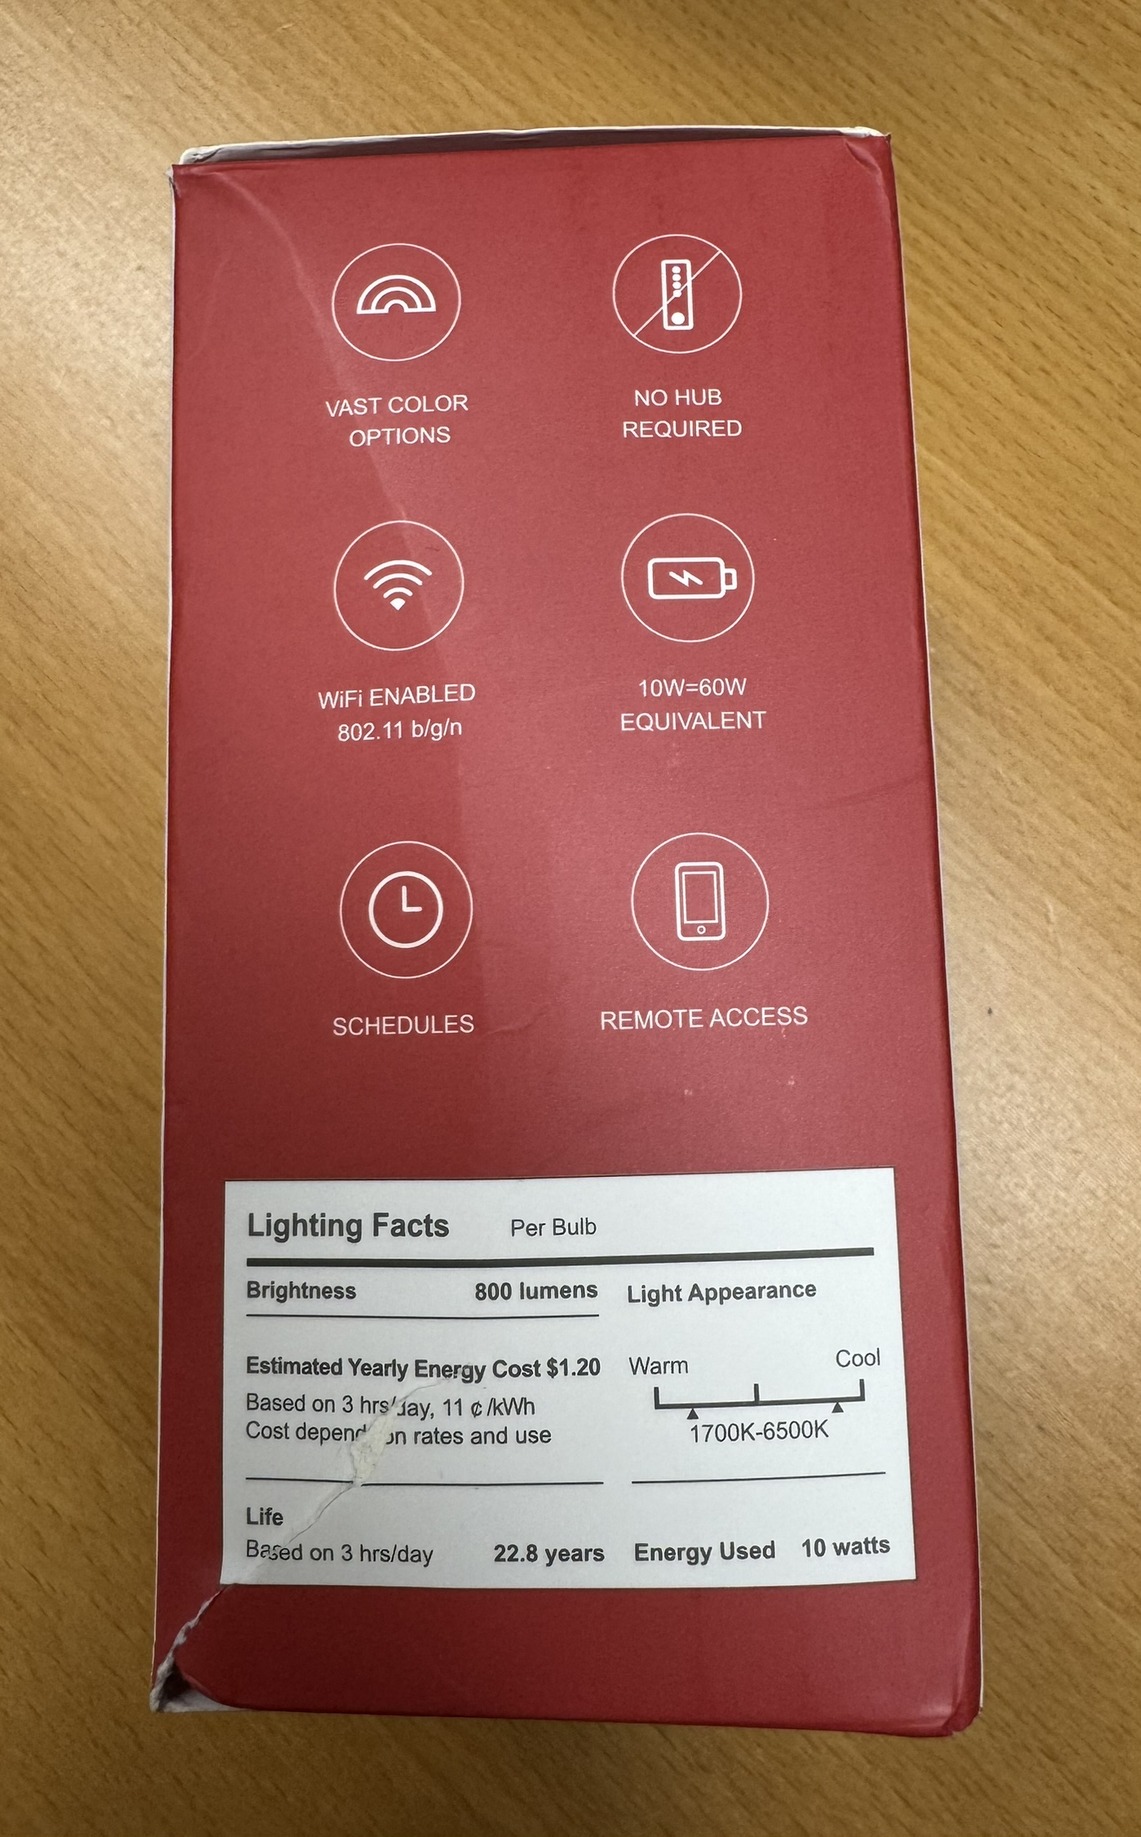 VAST COLOR
OPTIONS
NO HUB
REQUIRED
WiFi ENABLED
802.11 b/g/n
10W=60W
EQUIVALENT
SCHEDULES
REMOTE ACCESS
Lighting Facts Per Bulb
Brightness 800 lumens
Estimated Yearly Energy Cost $1.20
Based on 3 hrs/day, 11 ¢/kWh
Cost depend on rates and use
Life
Based on 3 hrs/day 22.8 years
Light Appearance
Warm Cool
1700K-6500K
Energy Used 10 watts